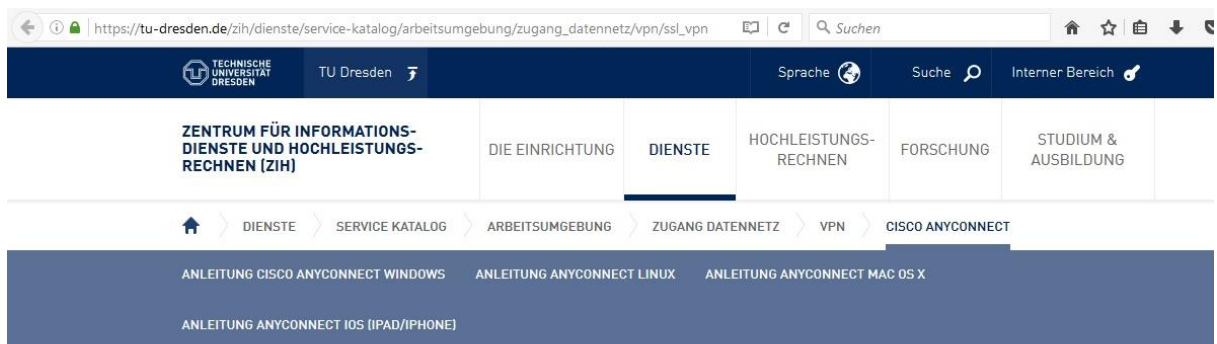 https://tu-dresden.de/zih/dienste/service-katalog/arbeitsumgebung/zugang_datennetz/vpn/ssl_vpn Suchen
TECHNISCHE
UNIVERSITÄT
DRESDEN
TU Dresden
Sprache
Suche
Interner Bereich
ZENTRUM FÜR INFORMATIONS-
DIENSTE UND HOCHLEISTUNGS-
RECHNEN (ZIH)
DIE EINRICHTUNG
DIENSTE
HOCHLEISTUNGS-
RECHNEN
FORSCHUNG
STUDIUM &
AUSBILDUNG
DIENSTE SERVICE KATALOG ARBEITSUMGEBUNG ZUGANG DATENNETZ VPN CISCO ANYCONNECT
ANLEITUNG CISCO ANYCONNECT WINDOWS ANLEITUNG ANYCONNECT LINUX ANLEITUNG ANYCONNECT MAC OS X
ANLEITUNG ANYCONNECT IOS (IPAD/IPHONE)